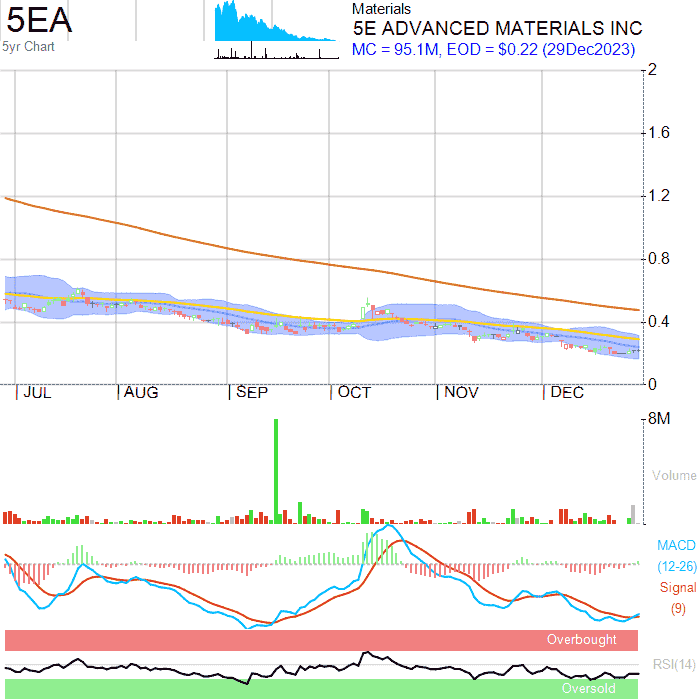 5EA
5yr Chart
Materials
5E ADVANCED MATERIALS INC
MC = 95.1M, EOD = $0.22 (29Dec2023)
2
1.6
1.2
0.8
0.4
0
JUL AUG SEP OCT NOV DEC
8M
Volume
MACD
(12-26)
Signal
(9)
Overbought
RSI(14)
Oversold